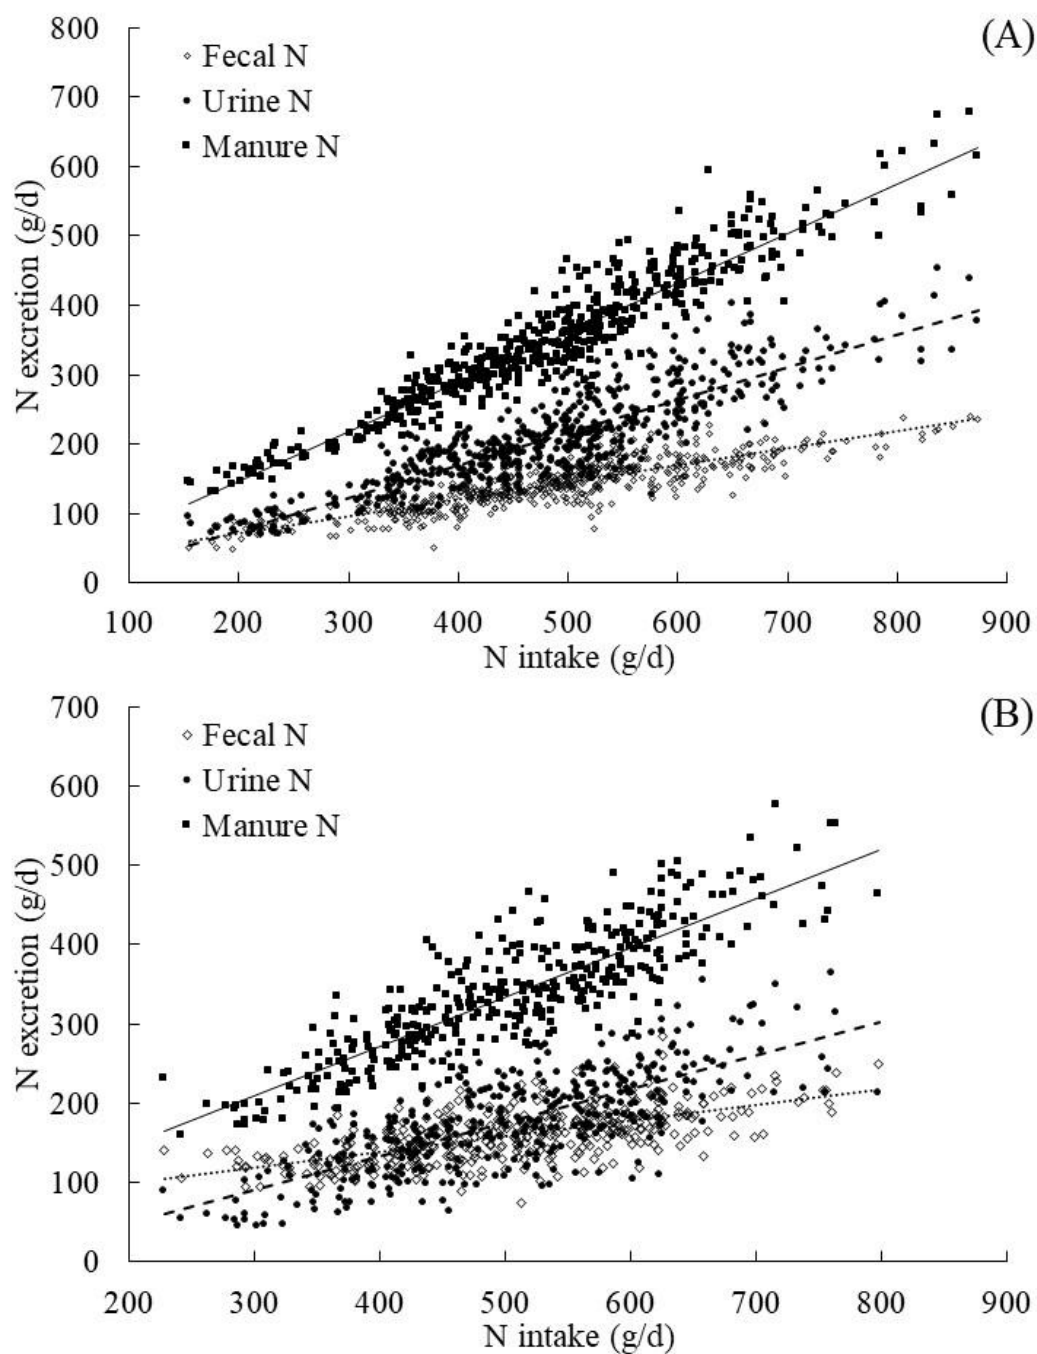 (A)
Fecal N
Urine N
Manure N
N excretion (g/d)
800
700
600
500
400
300
200
100
0
100 200 300 400 500 600 700 800 900
N intake (g/d)
(B)
Fecal N
Urine N
Manure N
N excretion (g/d)
700
600
500
400
300
200
100
0
200 300 400 500 600 700 800 900
N intake (g/d)